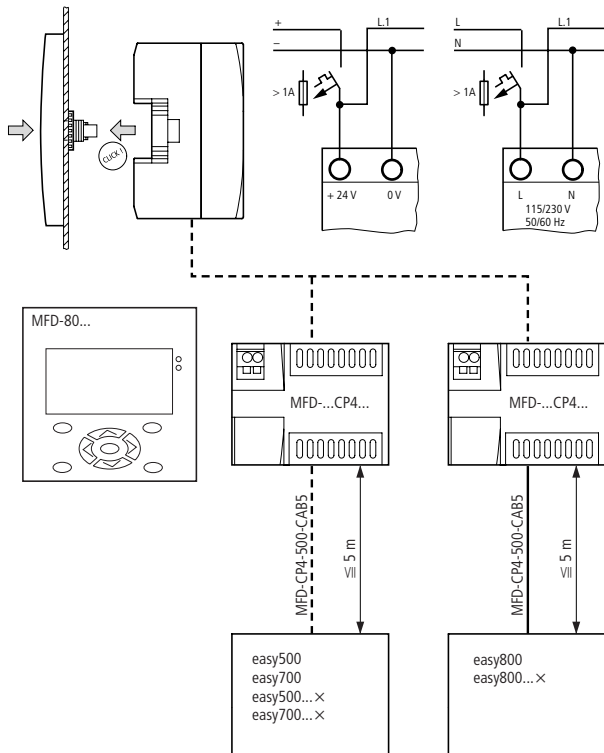 +
L.1
–
> 1A
+ 24 V
0 V
L
L.1
N
> 1A
L
N
115/230 V
50/60 Hz
CLICK !
MFD-80...
MFD-...CP4...
MFD-...CP4...
MFD-CP4-500-CAB5
≦ 5 m
MFD-CP4-500-CAB5
≦ 5 m
easy500
easy700
easy500...×
easy700...×
easy800
easy800...×